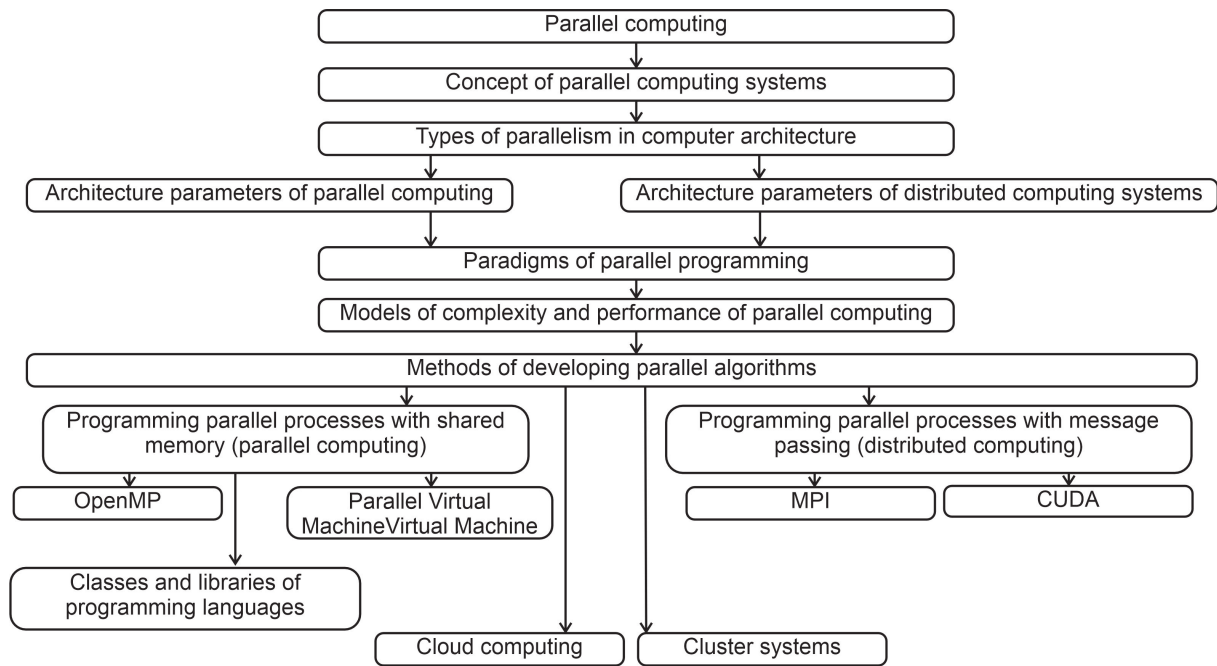 Parallel computing
Concept of parallel computing systems
Types of parallelism in computer architecture
Architecture parameters of parallel computing
Architecture parameters of distributed computing systems
Paradigms of parallel programming
Models of complexity and performance of parallel computing
Methods of developing parallel algorithms
Programming parallel processes with shared
memory (parallel computing)
Programming parallel processes with message
passing (distributed computing)
OpenMP
Parallel Virtual
MachineVirtual Machine
MPI
CUDA
Classes and libraries of
programming languages
Cloud computing
Cluster systems